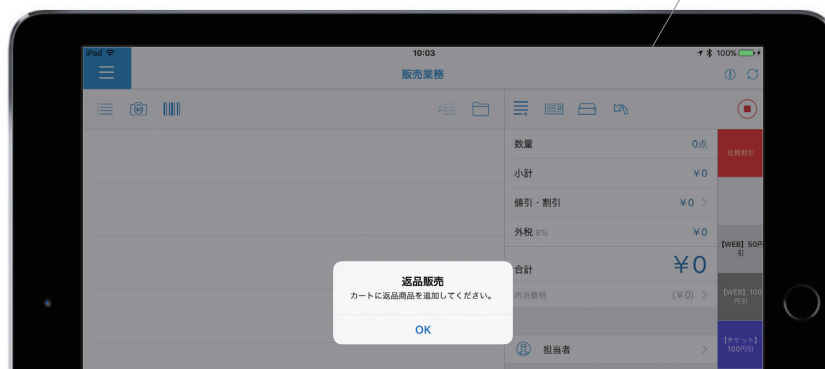 iPad 10:03 100%
販売業務
数量 0点
社員割引
小計 ¥0
値引・割引 ¥0
外税 8% ¥0
【WEB】50円
引
合計 ¥0
返品販売
カートに返品商品を追加してください。
内消費税 (¥0)
【WEB】100
円引
OK
担当者
【チケット】
100円引